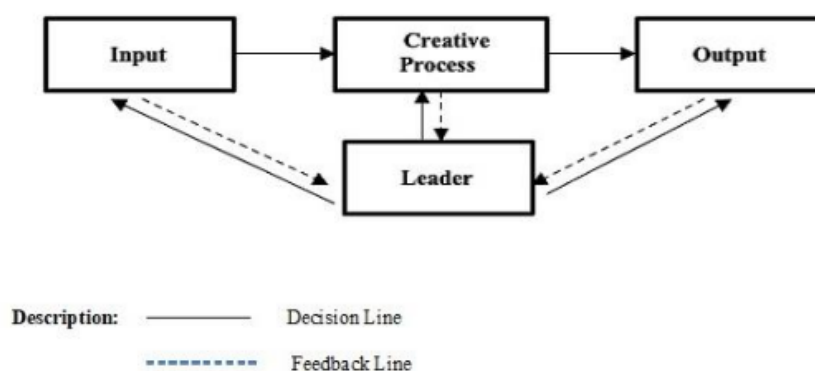 Input
Creative
Process
Output
Leader
Description:
Decision Line
Feedback Line